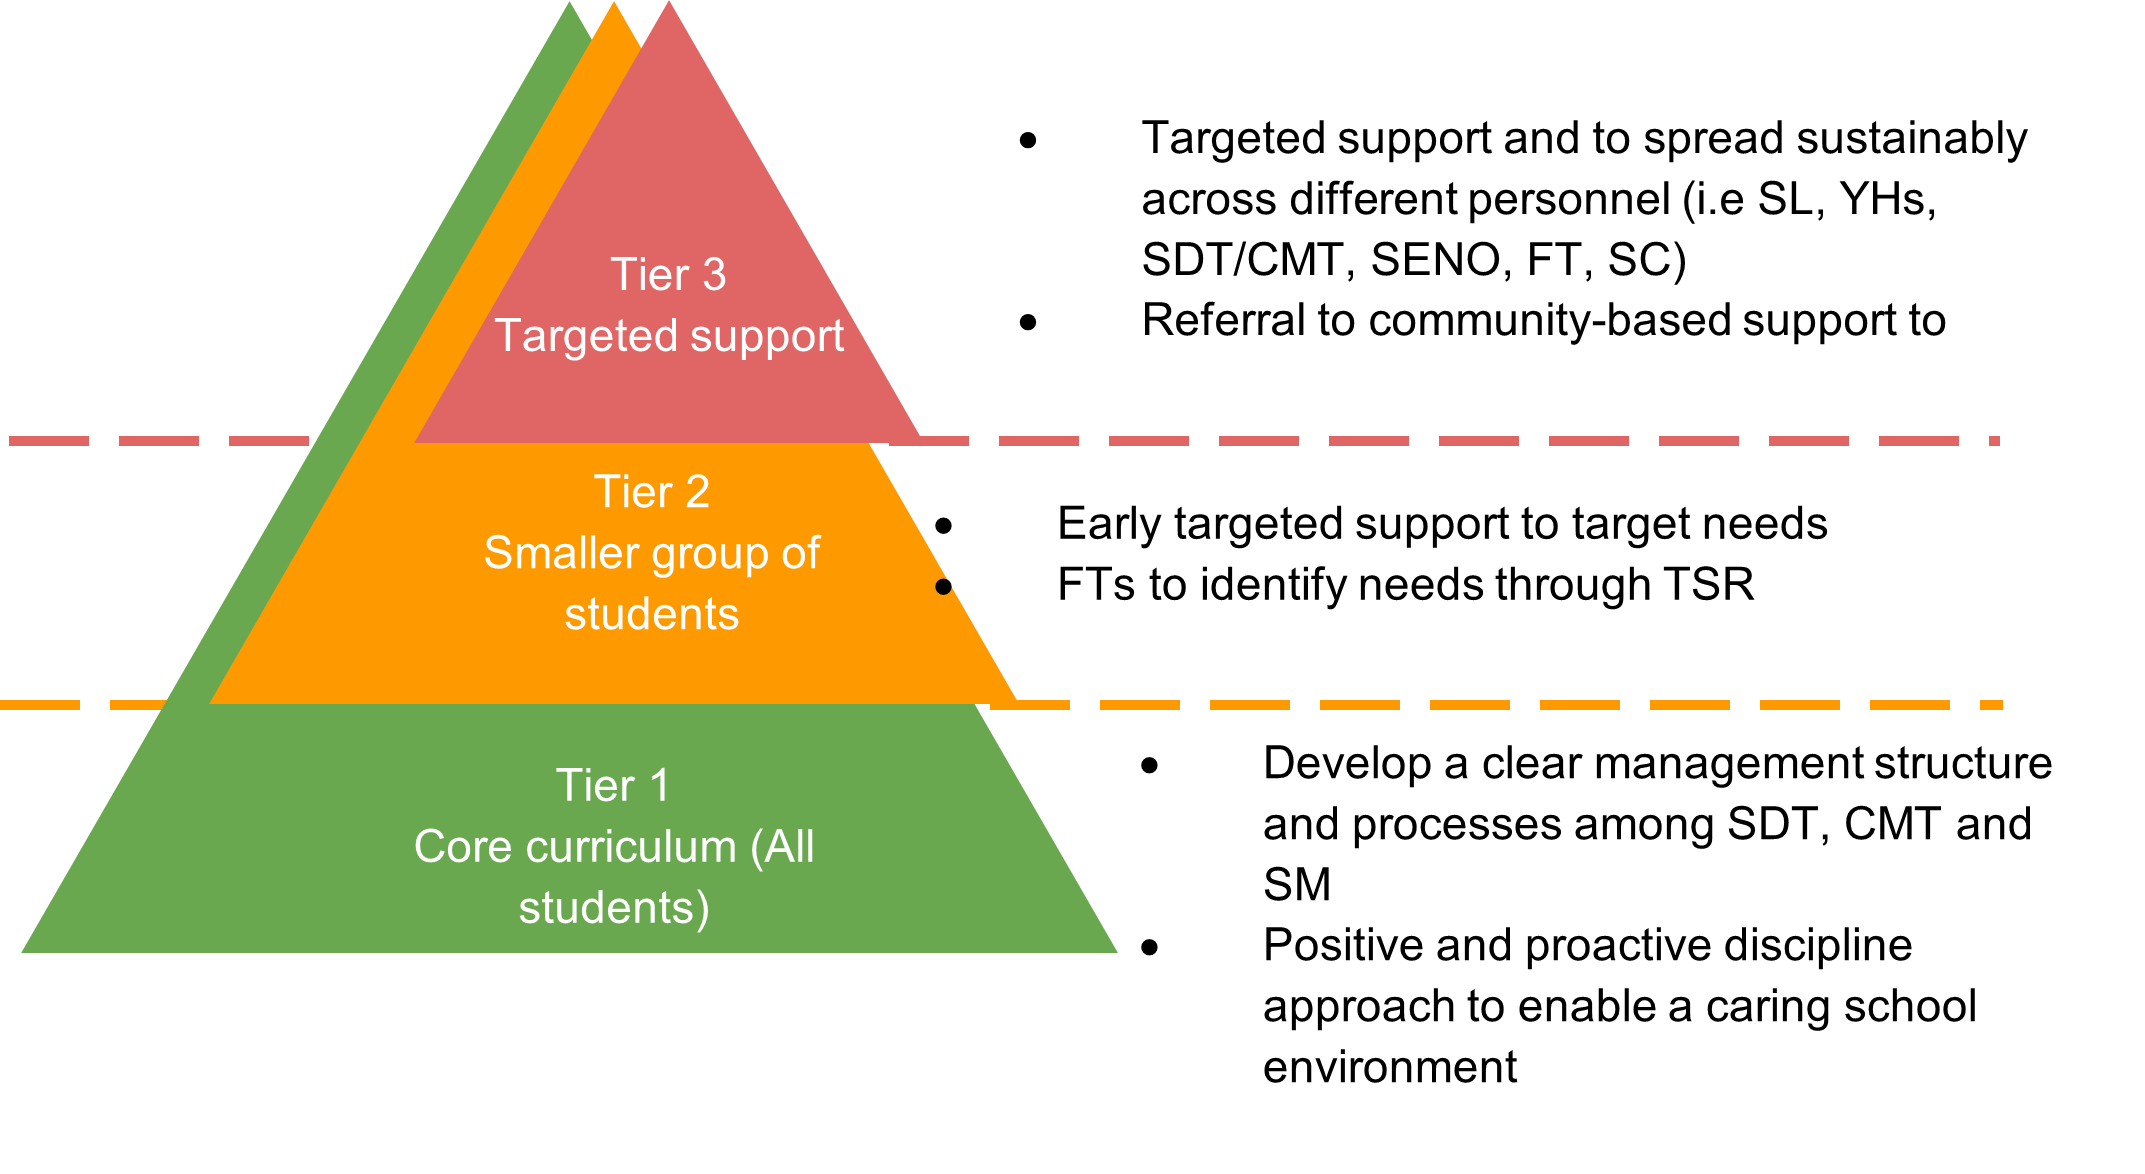 Tier 3
Targeted support
• Targeted support and to spread sustainably
across different personnel (i.e SL, YHs,
SDT/CMT, SENO, FT, SC)
• Referral to community-based support to
Tier 2
Smaller group of
students
• Early targeted support to target needs
• FTs to identify needs through TSR
Tier 1
Core curriculum (All
students)
• Develop a clear management structure
and processes among SDT, CMT and
SM
• Positive and proactive discipline
approach to enable a caring school
environment